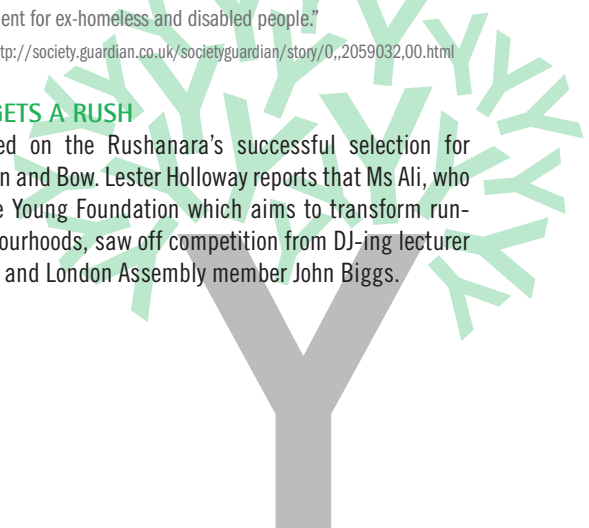 ent for ex-homeless and disabled people.”
tp://society.guardian.co.uk/societyguardian/story/0,,2059032,00.html
GETS A RUSH
ed on the Rushanara’s successful selection for
n and Bow. Lester Holloway reports that Ms Ali, who
e Young Foundation which aims to transform run-
ourhoods, saw off competition from DJ-ing lecturer
and London Assembly member John Biggs.